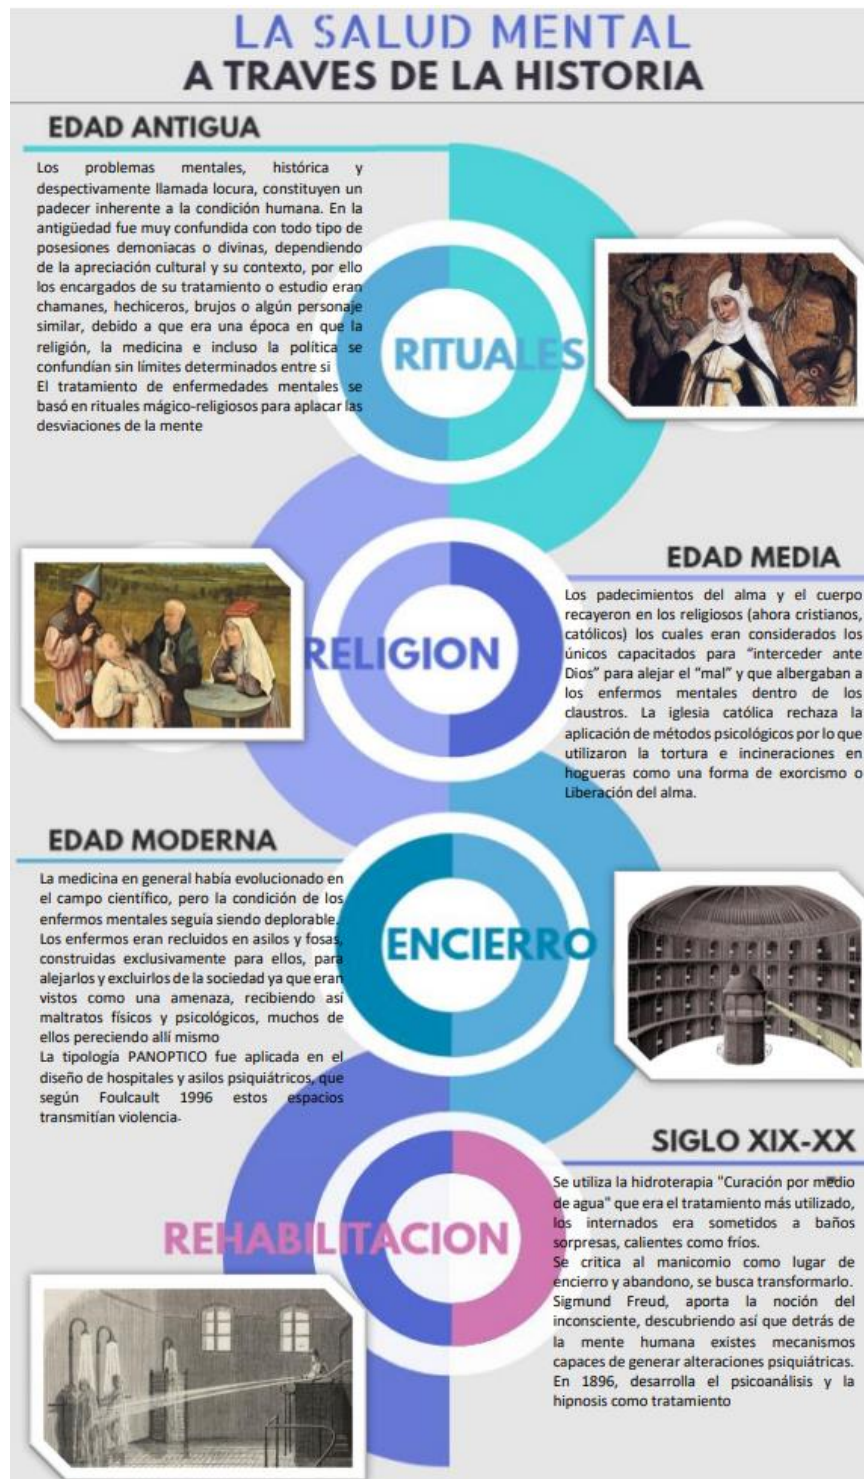 LA SALUD MENTAL
A TRAVES DE LA HISTORIA
EDAD ANTIGUA
Los problemas mentales, histórica y
despectivamente llamada locura, constituyen un
padecer inherente a la condición humana. En la
antigüedad fue muy confundida con todo tipo de
posesiones demoniacas o divinas, dependiendo
de la apreciación cultural y su contexto, por ello
los encargados de su tratamiento o estudio eran
chamanes, hechiceros, brujos o algún personaje
similar, debido a que era una época en que la
religión, la medicina e incluso la política se
confundían sin límites determinados entre si
El tratamiento de enfermedades mentales se
basó en rituales mágico-religiosos para aplacar las
desviaciones de la mente
RITUALES
RELIGION
EDAD MEDIA
Los padecimientos del alma y el cuerpo
recayeron en los religiosos (ahora cristianos,
católicos) los cuales eran considerados los
únicos capacitados para “interceder ante
Dios” para alejar el “mal” y que albergaban a
los enfermos mentales dentro de los
claustros. La iglesia católica rechaza la
aplicación de métodos psicológicos por lo que
utilizaron la tortura e incineraciones en
hogueras como una forma de exorcismo o
Liberación del alma.
EDAD MODERNA
La medicina en general había evolucionado en
el campo científico, pero la condición de los
enfermos mentales seguía siendo deplorable.
Los enfermos eran recluidos en asilos y fosas,
construidas exclusivamente para ellos, para
alejarlos y excluirlos de la sociedad ya que eran
vistos como una amenaza, recibiendo así
maltratos físicos y psicológicos, muchos de
ellos pereciendo allí mismo
La tipología PANOPTICO fue aplicada en el
diseño de hospitales y asilos psiquiátricos, que
según Foulcault 1996 estos espacios
transmitían violencia.
ENCIERRO
SIGLO XIX-XX
Se utiliza la hidroterapia "Curación por medio
de agua" que era el tratamiento más utilizado,
los internados era sometidos a baños
sorpresas, calientes como fríos.
Se critica al manicomio como lugar de
encierro y abandono, se busca transformarlo.
Sigmund Freud, aporta la noción del
inconsciente, descubriendo así que detrás de
la mente humana existes mecanismos
capaces de generar alteraciones psiquiátricas.
En 1896, desarrolla el psicoanálisis y la
hipnosis como tratamiento
REHABILITACION